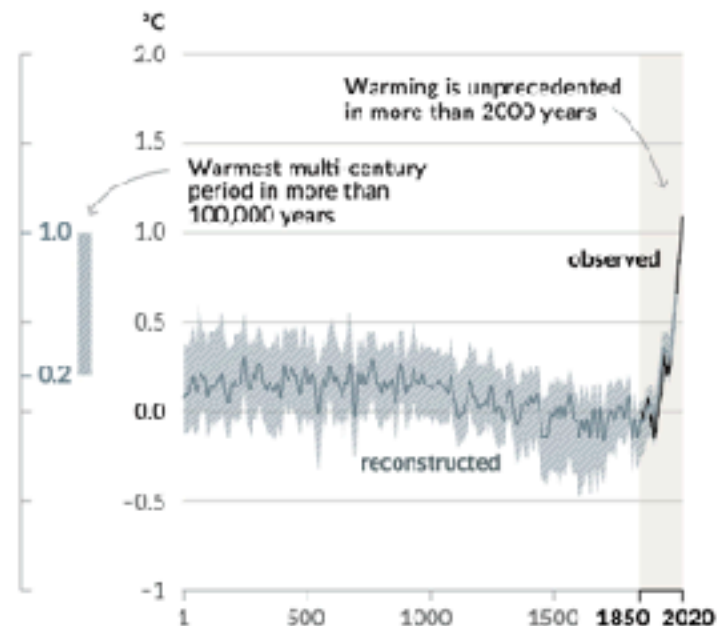 °C
2.0
Warming is unprecedented
in more than 2000 years
1.5
Warmest multi-century
period in more than
100,000 years
1.0
1.0
observed
0.5
0.2
0.0
reconstructed
-0.5
-1
1 500 1000 1500 1850 2020